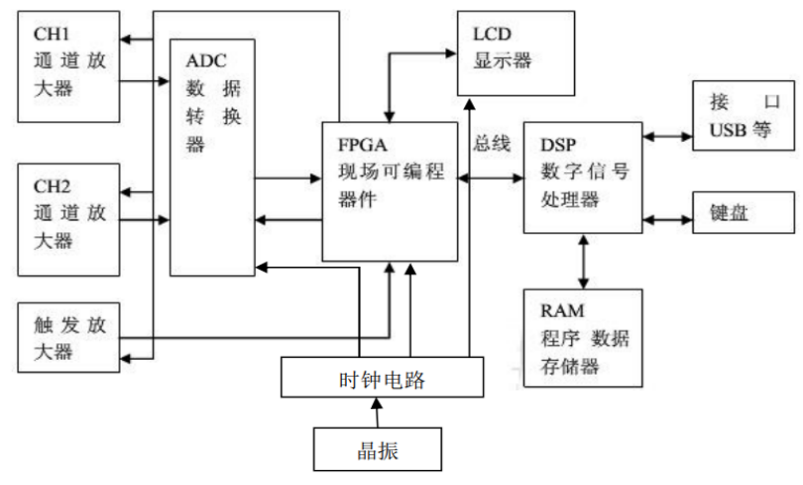 CH1
通道放
大器
ADC
数据
转换
器
LCD
显示器
FPGA
现场可编程
器件
总线
DSP
数字信号
处理器
接口
USB 等
CH2
通道放
大器
键盘
触发放
大器
RAM
程序 数据
存储器
时钟电路
晶振